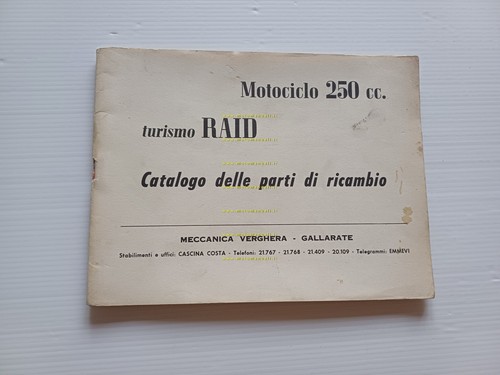 Motociclo 250 cc.
turismo RAID
Catalogo delle parti di ricambio
MECCANICA VERGHERA - GALLARATE
Stabilimenti e uffici: CASCINA COSTA - Telefoni: 21.767 - 21.768 - 21.409 - 20.109 - Telegrammi: EMMEVI